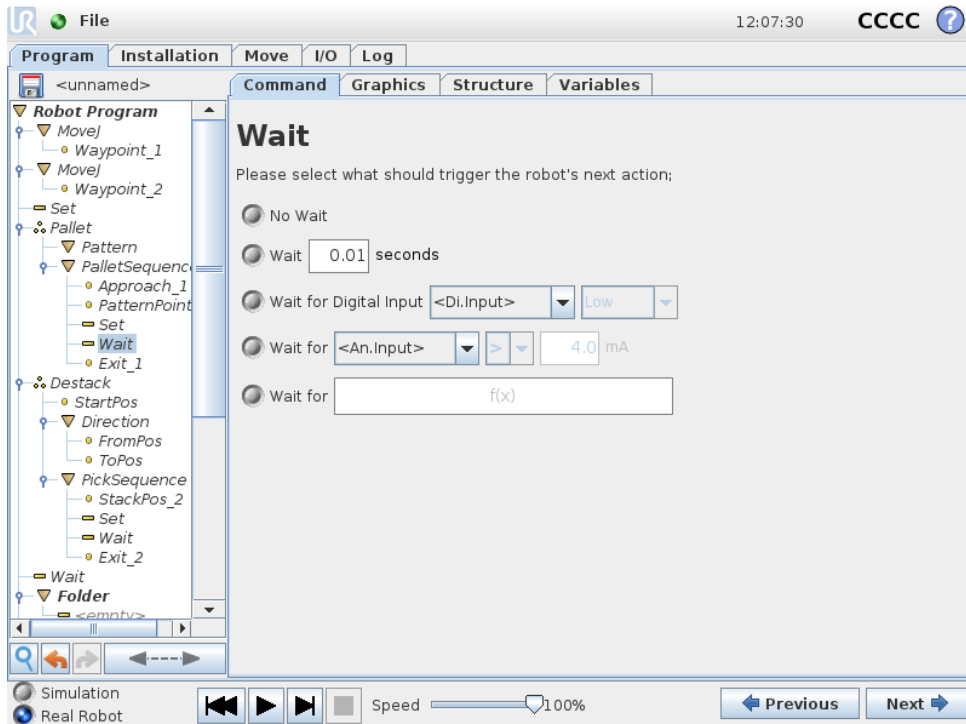 UR File 12:07:30 CCCC ?
Program Installation Move I/O Log
<unnamed>
Command Graphics Structure Variables
Robot Program
MoveJ
Waypoint_1
MoveJ
Waypoint_2
Set
Pallet
Pattern
PalletSequenc
Approach_1
PatternPoint
Set
Wait
Exit_1
Destack
StartPos
Direction
FromPos
ToPos
PickSequence
StackPos_2
Set
Wait
Exit_2
Wait
Folder
<empty>
Wait
Please select what should trigger the robot's next action;
No Wait
Wait 0.01 seconds
Wait for Digital Input <Di.Input> Low
Wait for <An.Input> > 4.0 mA
Wait for f(x)
Simulation
Real Robot
Speed 100%
Previous Next